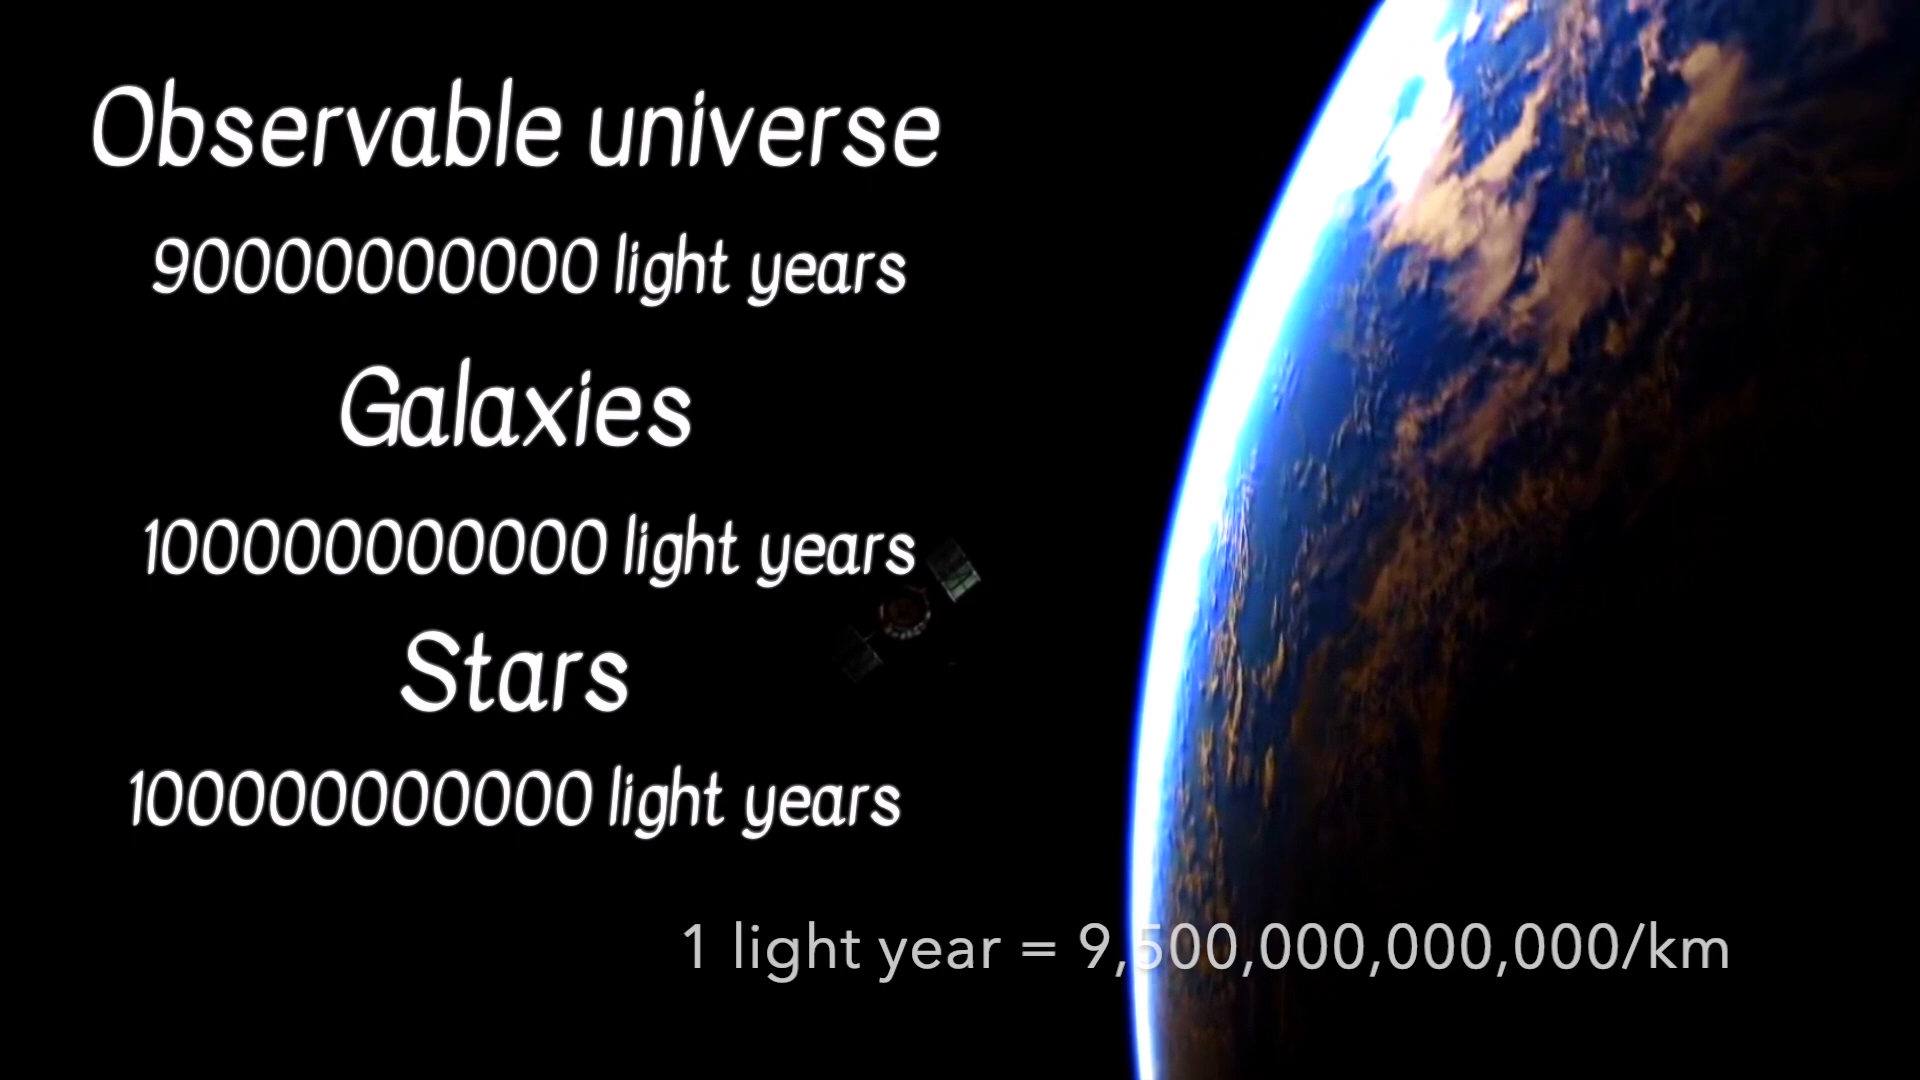 Observable universe
90000000000 light years
Galaxies
100000000000 light years
Stars
100000000000 light years
1 light year = 9,500,000,000,000/km